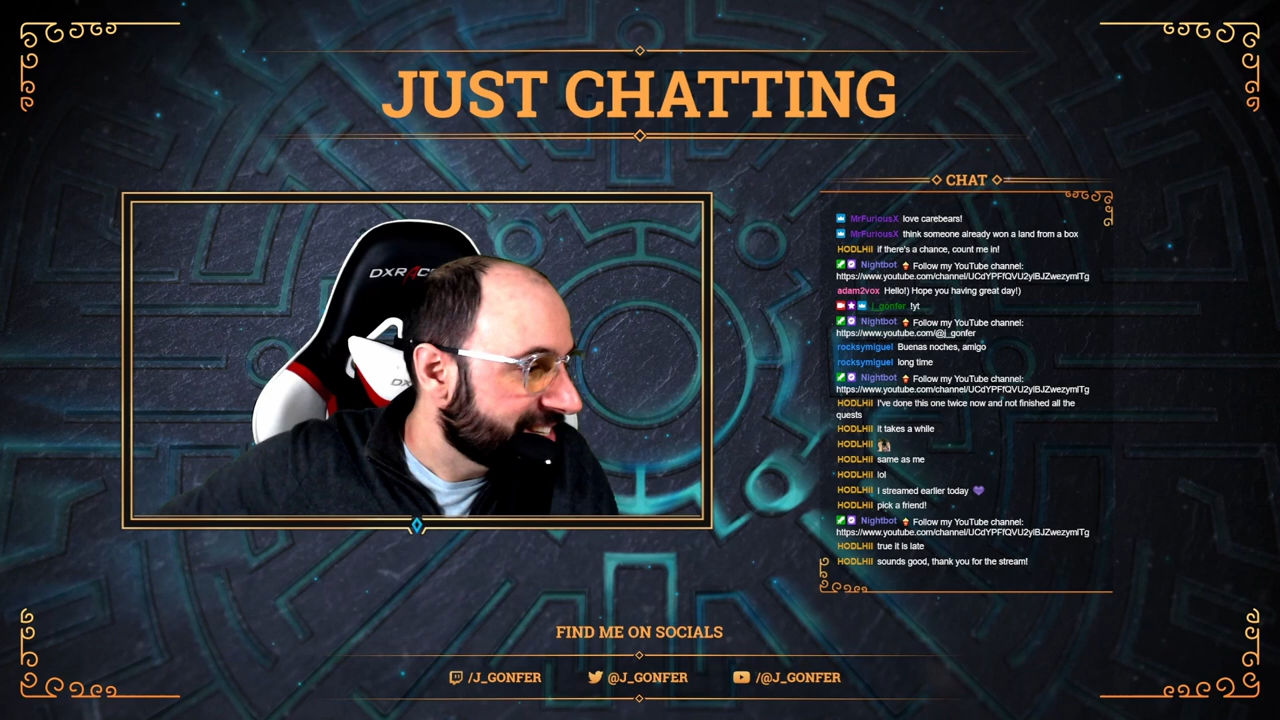 JUST CHATTING
CHAT
MrFuriousX love carebears!
MrFuriousX think someone already won a land from a box
HODLHil if there's a chance, count me in!
Nightbot Follow my YouTube channel:
https://www.youtube.com/channel/UCdYPFfQVU2ylBJZwezymlTg
adam2vox Hello!) Hope you having great day!)
j_gonfer !yt
Nightbot Follow my YouTube channel:
https://www.youtube.com/@j_gonfer
rocksymiguel Buenas noches, amigo
rocksymiguel long time
Nightbot Follow my YouTube channel:
https://www.youtube.com/channel/UCdYPFfQVU2ylBJZwezymlTg
HODLHil I've done this one twice now and not finished all the
quests
HODLHil it takes a while
HODLHil
HODLHil same as me
HODLHil lol
HODLHil I streamed earlier today
HODLHil pick a friend!
Nightbot Follow my YouTube channel:
https://www.youtube.com/channel/UCdYPFfQVU2ylBJZwezymlTg
HODLHil true it is late
HODLHil sounds good, thank you for the stream!
FIND ME ON SOCIALS
/J_GONFER
@J_GONFER
/@J_GONFER